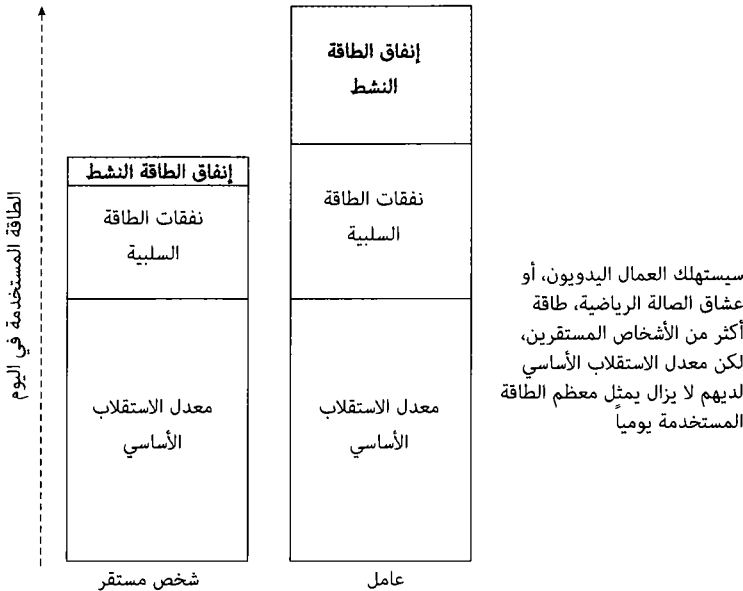 إنفاق الطاقة
النشط
إنفاق الطاقة النشط
نفقات الطاقة
السلبية
نفقات الطاقة
السلبية
الطاقة المستخدمة في اليوم
سيستهلك العمال اليدويون، أو
عشاق الصالة الرياضية، طاقة
أكثر من الأشخاص المستقرين،
لكن معدل الاستقلاب الأساسي
لديهم لا يزال يمثل معظم الطاقة
المستخدمة يومياً
معدل الاستقلاب
الأساسي
معدل الاستقلاب
الأساسي
عامل
شخص مستقر